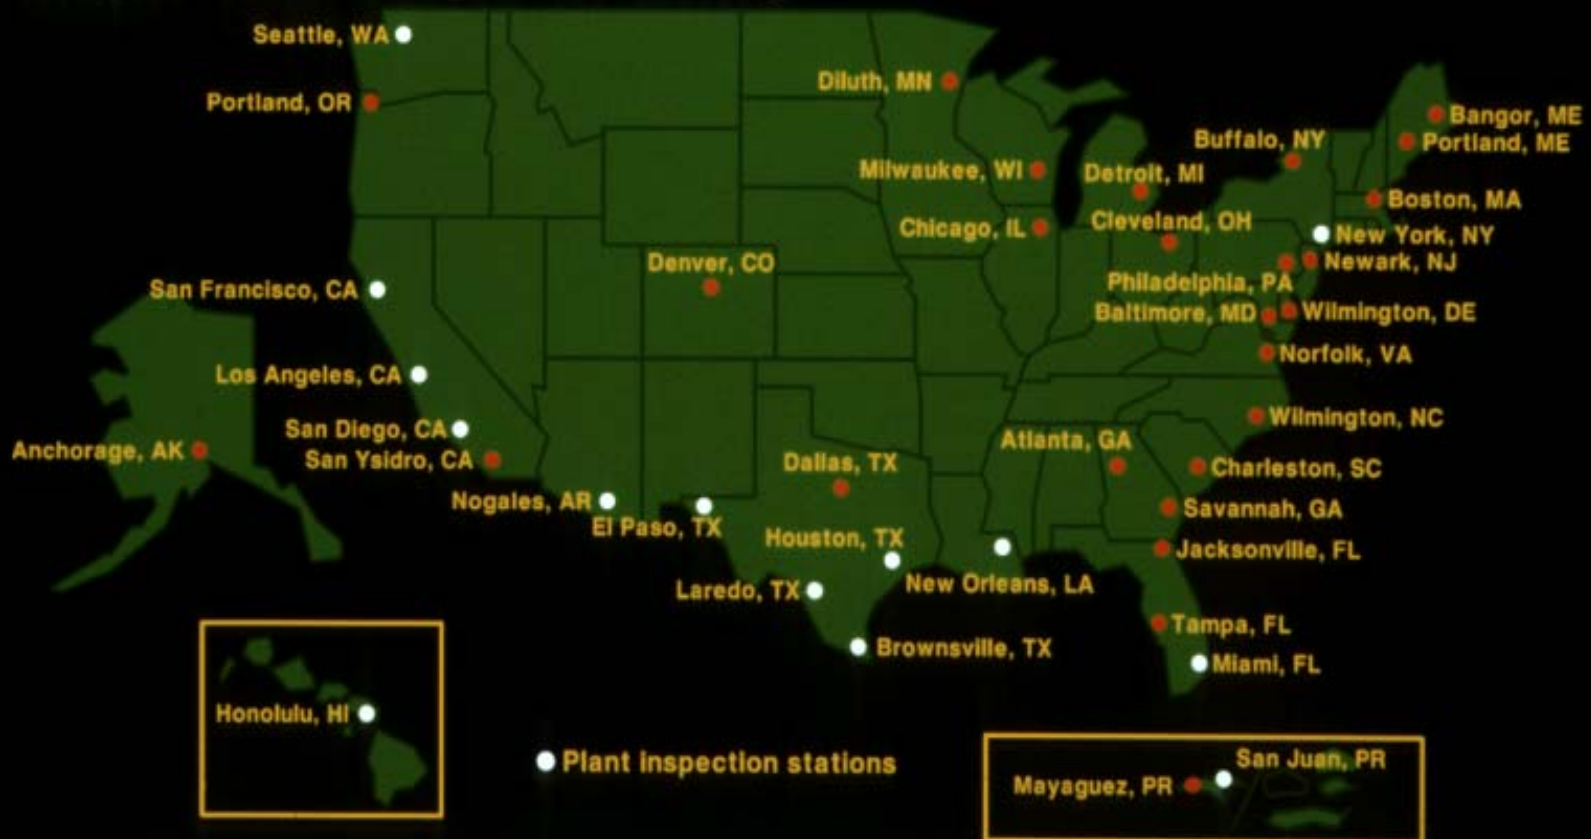 Seattle, WA
Portland, OR
Diluth, MN
Bangor, ME
Portland, ME
Buffalo, NY
Milwaukee, WI
Detroit, MI
Boston, MA
Chicago, IL
Cleveland, OH
New York, NY
Denver, CO
Newark, NJ
Philadelphia, PA
San Francisco, CA
Baltimore, MD
Wilmington, DE
Norfolk, VA
Los Angeles, CA
Wilmington, NC
San Diego, CA
Atlanta, GA
Anchorage, AK
San Ysidro, CA
Dallas, TX
Charleston, SC
Nogales, AR
Savannah, GA
El Paso, TX
Houston, TX
Jacksonville, FL
New Orleans, LA
Laredo, TX
Tampa, FL
Brownsville, TX
Miami, FL
Honolulu, HI
Plant inspection stations
San Juan, PR
Mayaguez, PR